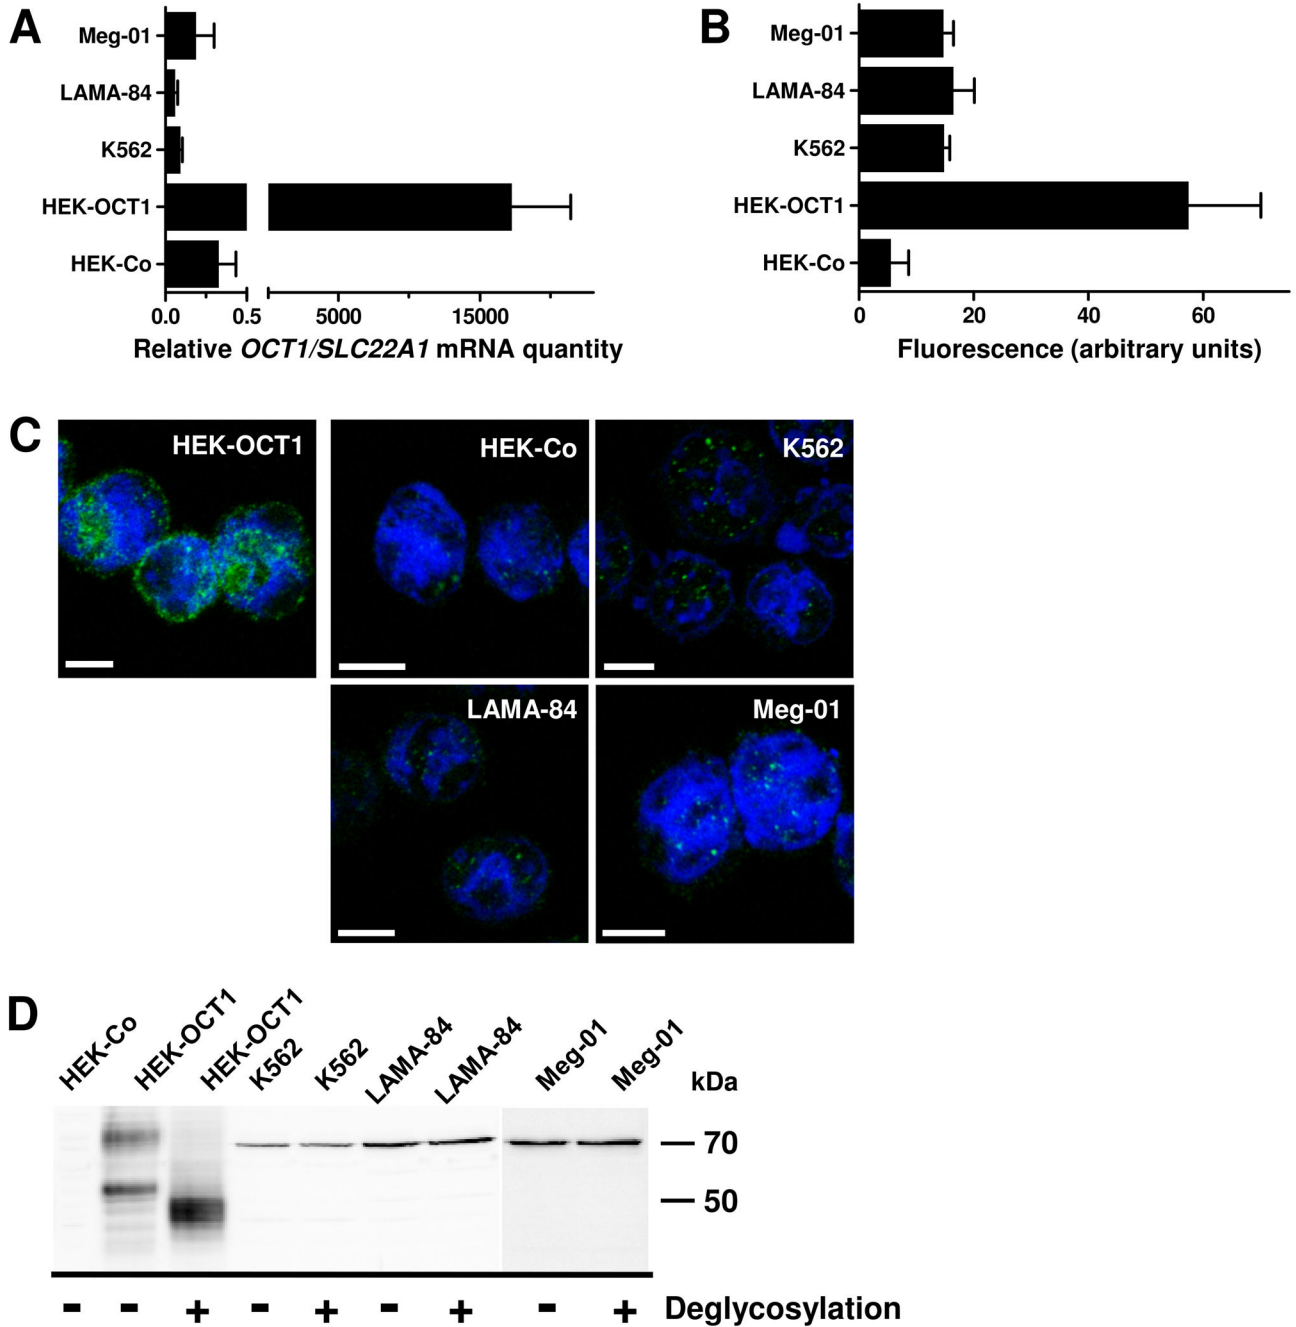 A
Meg-01
LAMA-84
K562
HEK-OCT1
HEK-Co
0.0 0.5 5000 15000
Relative OCT1/SLC22A1 mRNA quantity
B
Meg-01
LAMA-84
K562
HEK-OCT1
HEK-Co
0 20 40 60
Fluorescence (arbitrary units)
C
HEK-OCT1
HEK-Co
K562
LAMA-84
Meg-01
D
HEK-Co
HEK-OCT1
HEK-OCT1
K562
K562
LAMA-84
LAMA-84
Meg-01
Meg-01
kDa
70
50
- - + - + - + - + Deglycosylation